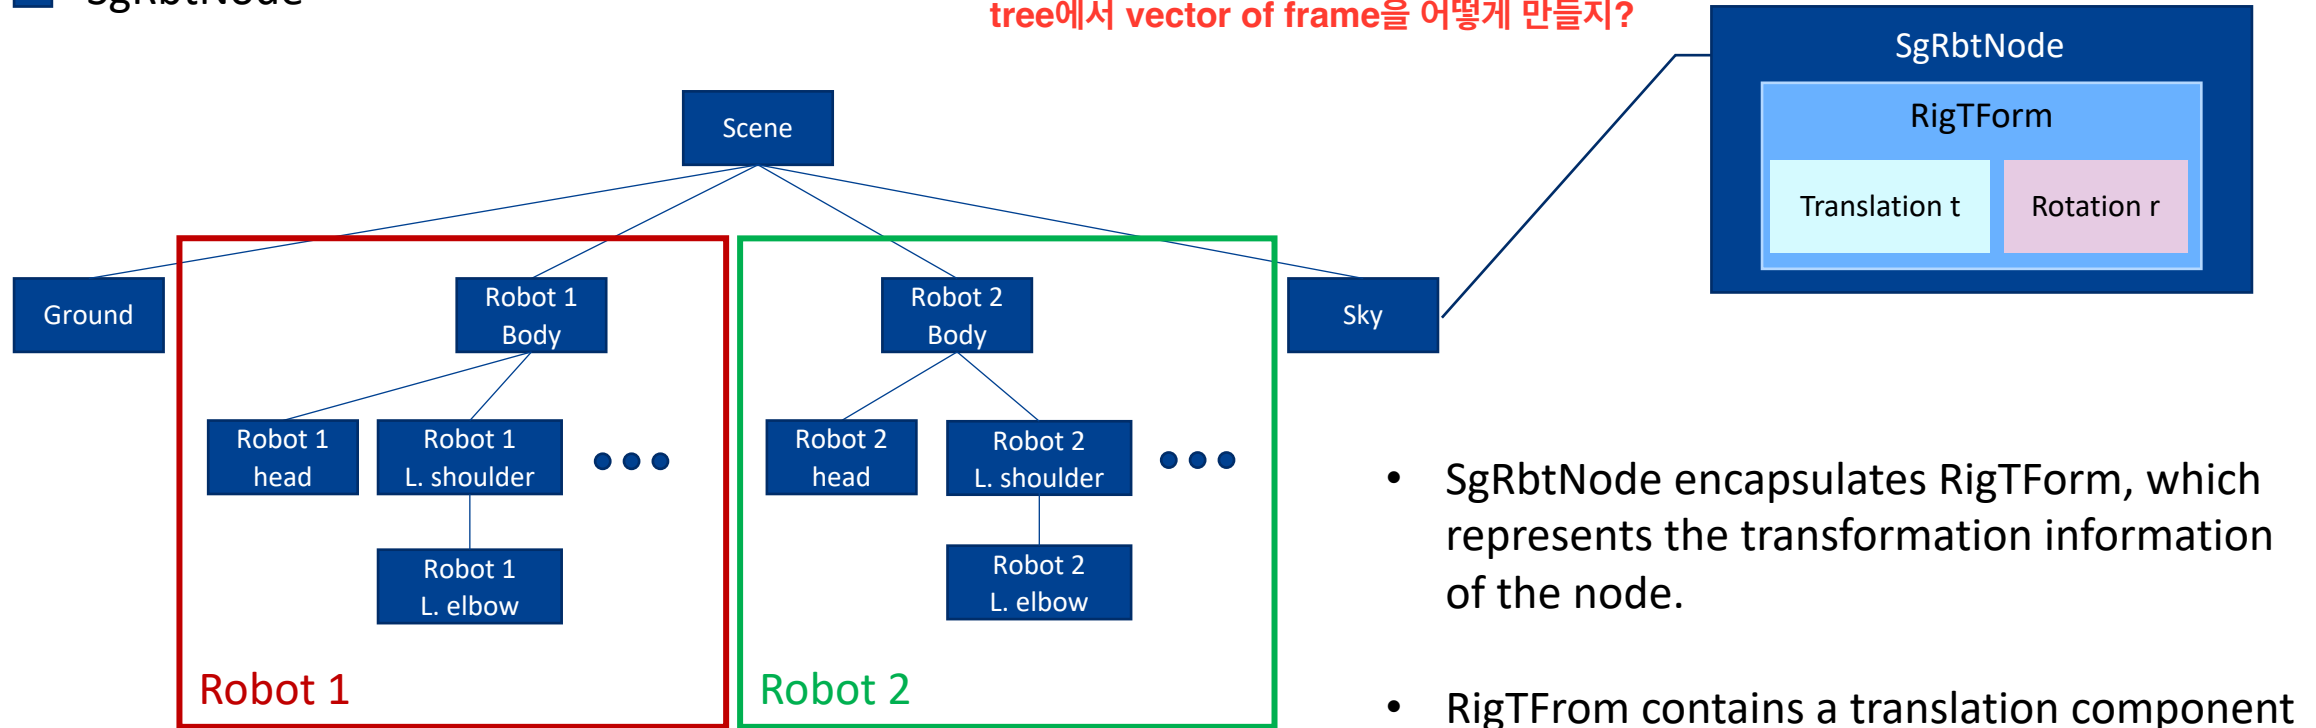 SgRbtNode
tree에서 vector of frame을 어떻게 만들지?
SgRbtNode
RigTForm
Translation t
Rotation r
Scene
Ground
Robot 1
Body
Robot 2
Body
Sky
Robot 1
head
Robot 1
L. shoulder
Robot 2
head
Robot 2
L. shoulder
Robot 1
L. elbow
Robot 2
L. elbow
Robot 1
Robot 2
• SgRbtNode encapsulates RigTForm, which
represents the transformation information
of the node.
• RigTFrom contains a translation component